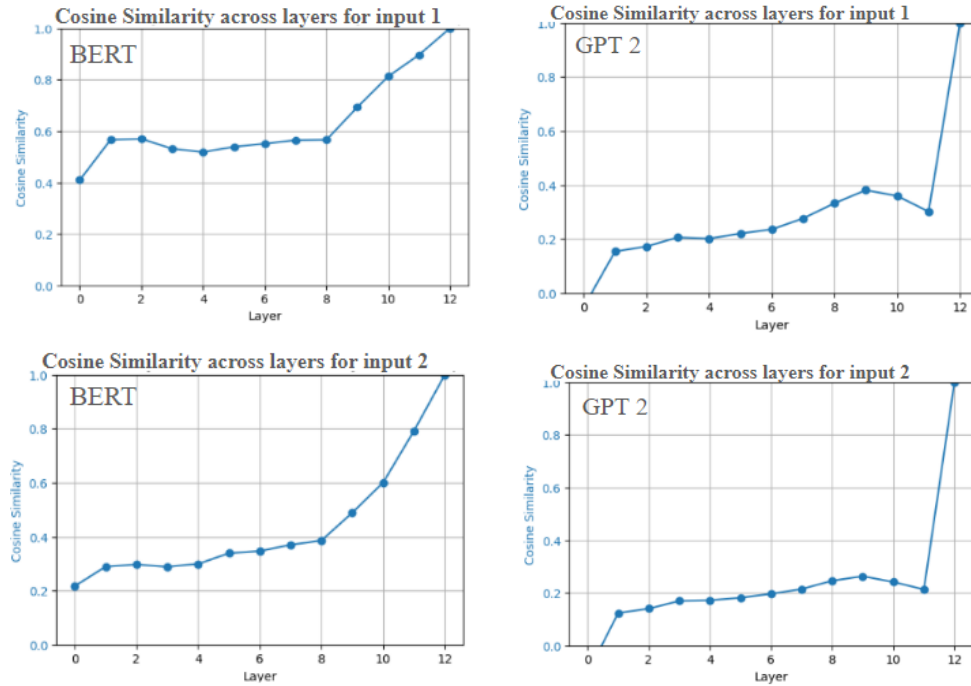 Cosine Similarity across layers for input 1
BERT
Cosine Similarity
1.0
0.8
0.6
0.4
0.2
0.0
0 2 4 6 8 10 12
Layer
Cosine Similarity across layers for input 1
GPT 2
Cosine Similarity
1.0
0.8
0.6
0.4
0.2
0.0
0 2 4 6 8 10 12
Layer
Cosine Similarity across layers for input 2
BERT
Cosine Similarity
1.0
0.8
0.6
0.4
0.2
0.0
0 2 4 6 8 10 12
Layer
Cosine Similarity across layers for input 2
GPT 2
Cosine Similarity
1.0
0.8
0.6
0.4
0.2
0.0
0 2 4 6 8 10 12
Layer